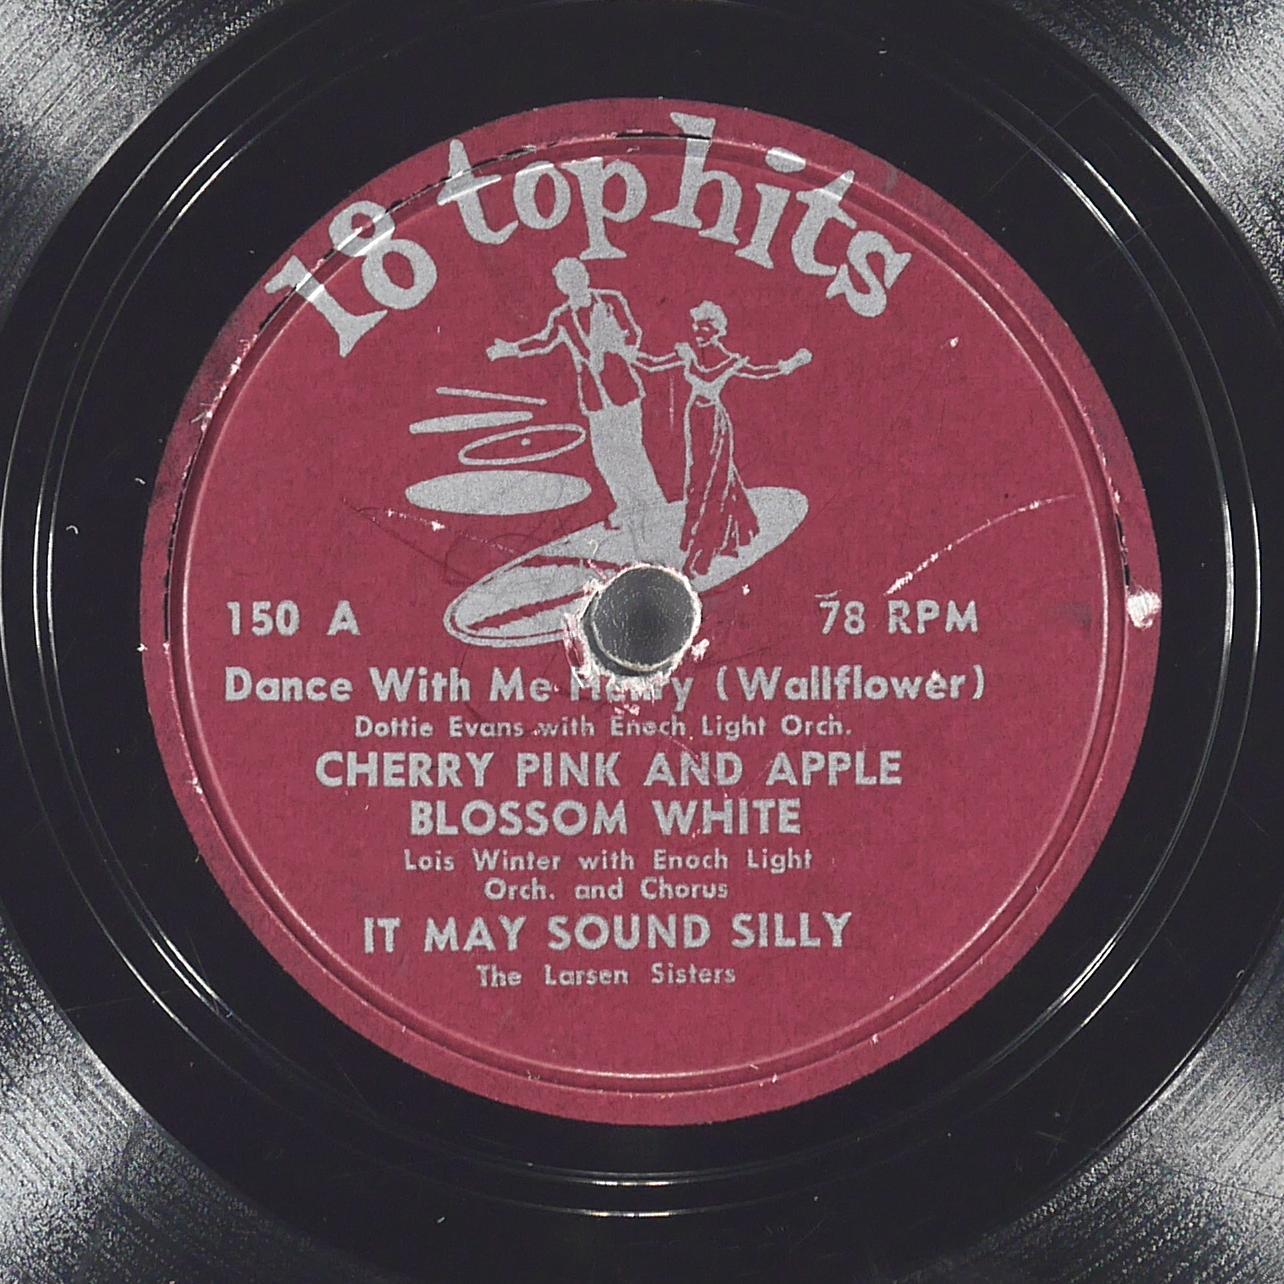 18 top hits
150 A 78 RPM
Dance With Me Henry (Wallflower)
Dottie Evans with Enoch Light Orch.
CHERRY PINK AND APPLE
BLOSSOM WHITE
Lois Winter with Enoch Light
Orch. and Chorus
IT MAY SOUND SILLY
The Larsen Sisters